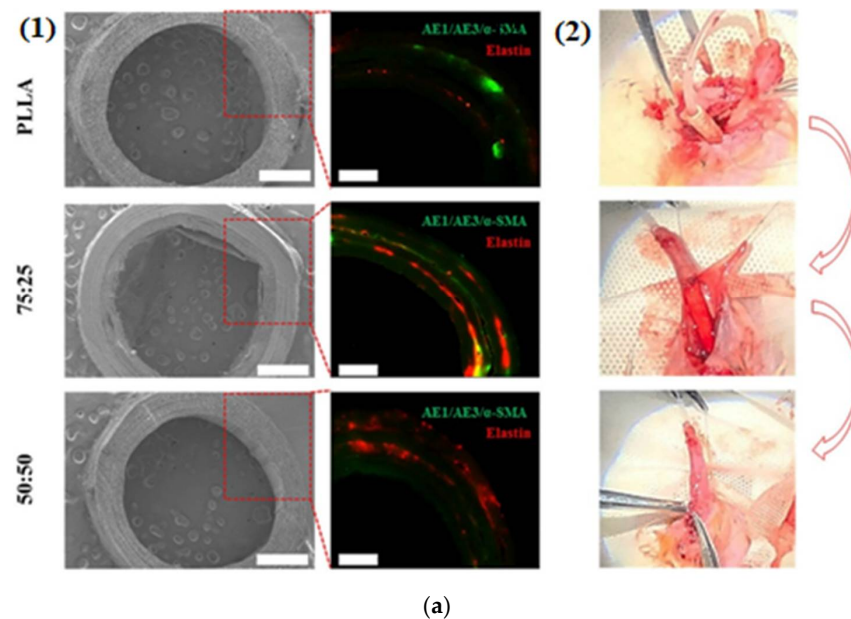 (1)
(2)
PLLA
AE1/AE3/α-
Elastin
75:25
AE1/AE3/α-SMA
Elastin
50:50
AE1/AE3/α-SMA
Elastin
(a)